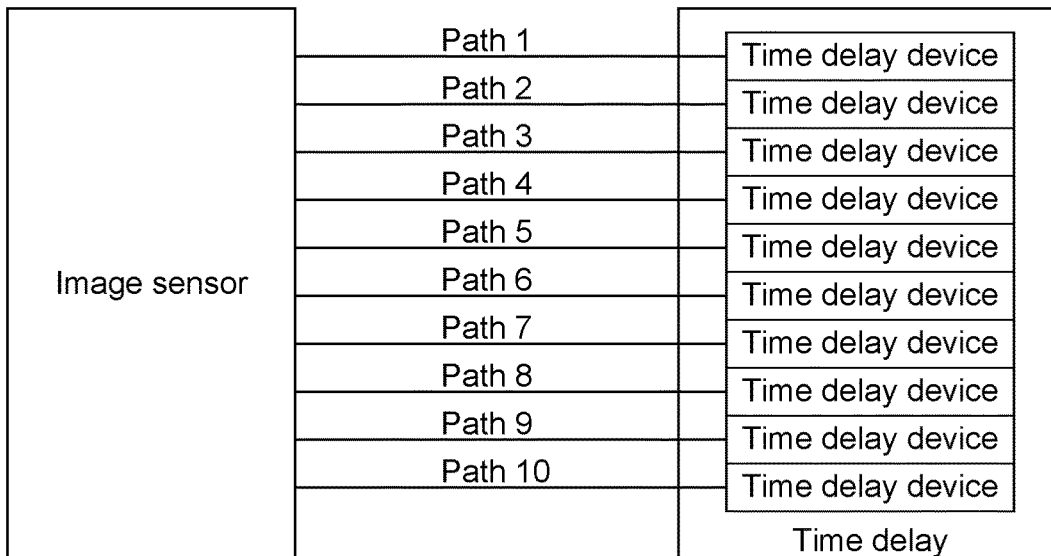 Path 1
Time delay device
Path 2
Time delay device
Path 3
Time delay device
Path 4
Time delay device
Path 5
Time delay device
Image sensor
Path 6
Time delay device
Path 7
Time delay device
Path 8
Time delay device
Path 9
Time delay device
Path 10
Time delay device
Time delay